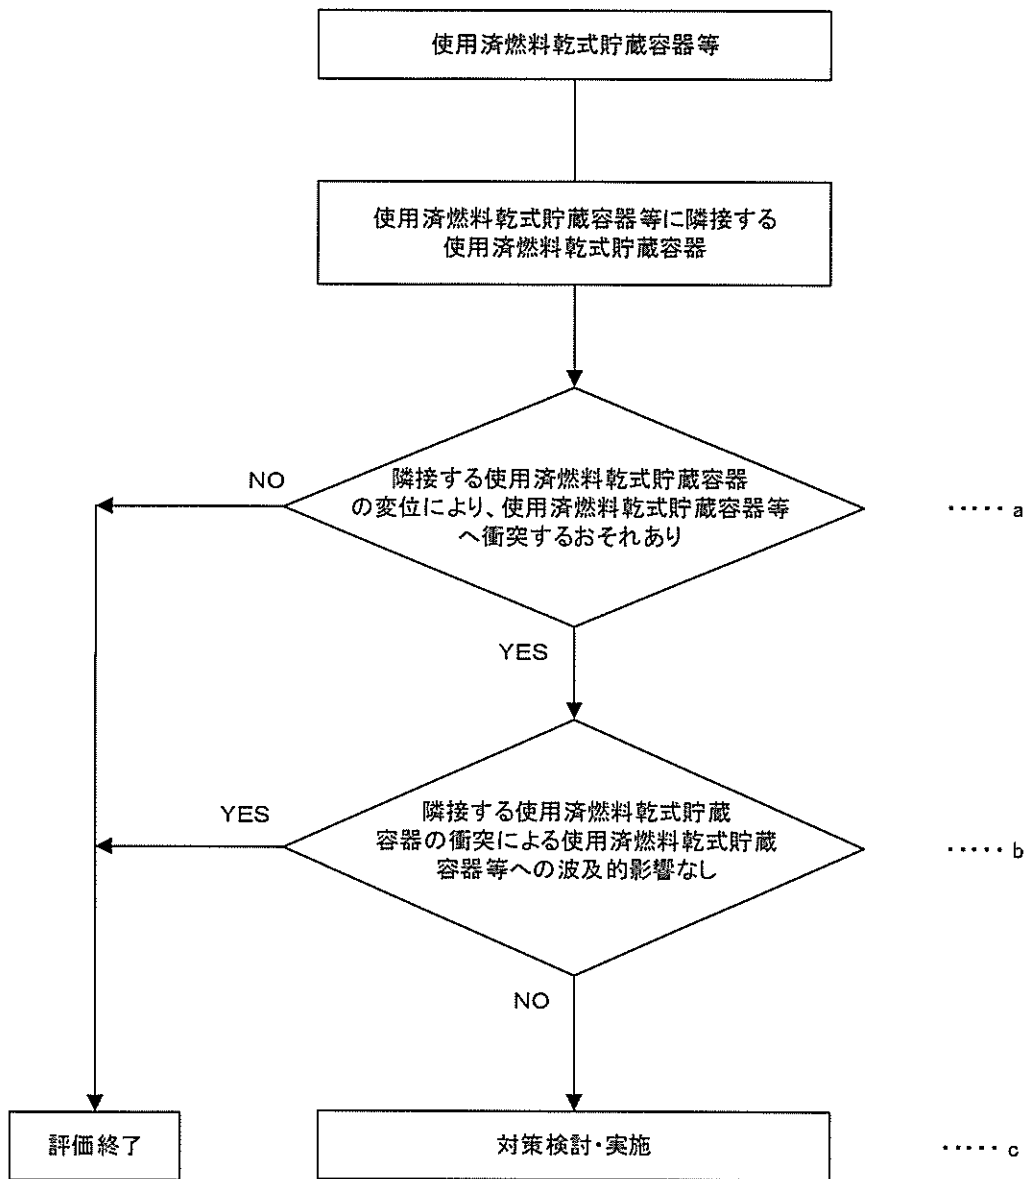 使用済燃料乾式貯蔵容器等
使用済燃料乾式貯蔵容器等に隣接する
使用済燃料乾式貯蔵容器
NO
隣接する使用済燃料乾式貯蔵容器
の変位により、使用済燃料乾式貯蔵容器等
へ衝突するおそれあり
・・・・・ a
YES
YES
隣接する使用済燃料乾式貯蔵
容器の衝突による使用済燃料乾式貯蔵
容器等への波及的影響なし
・・・・・ b
NO
評価終了
対策検討・実施
・・・・・ c